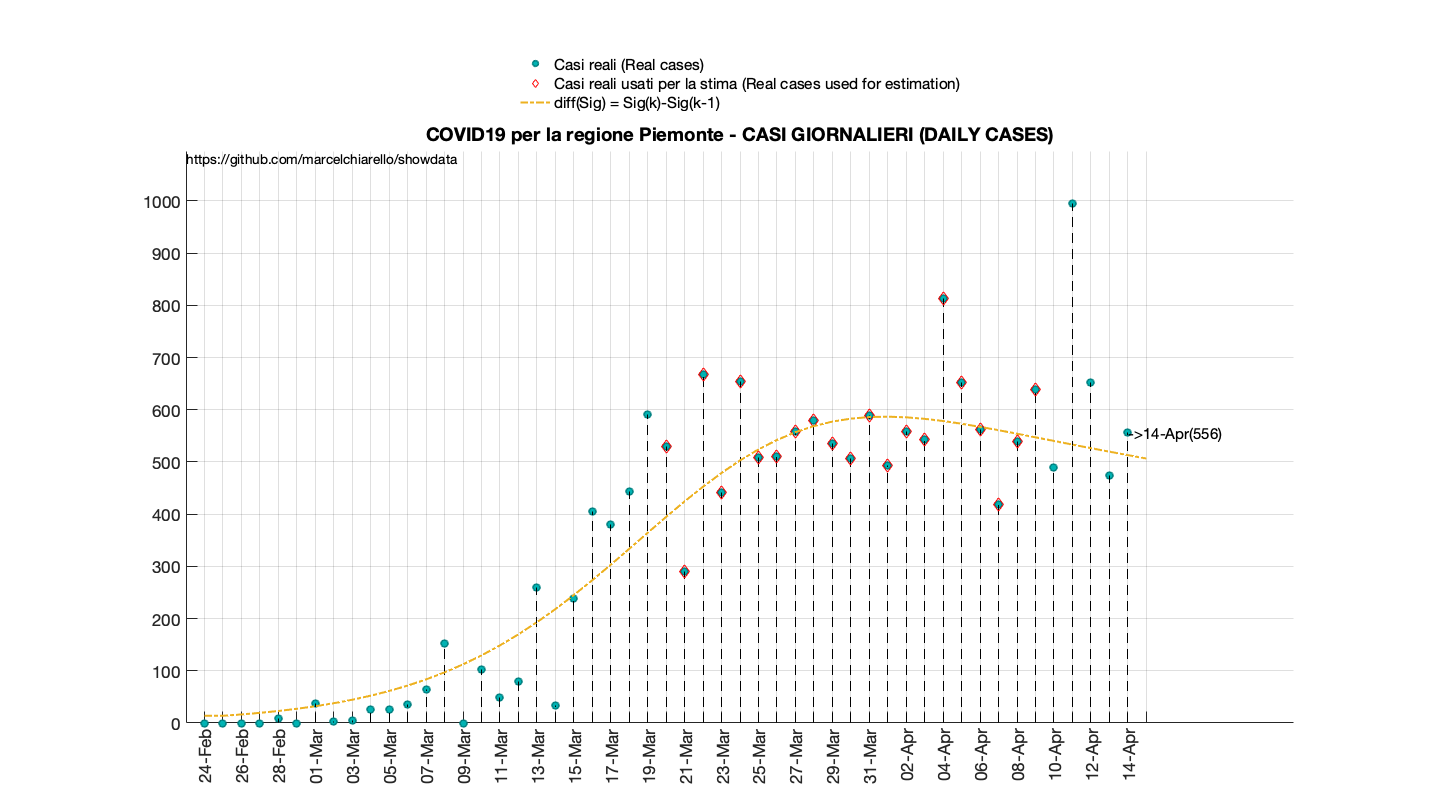 Casi reali (Real cases)
Casi reali usati per la stima (Real cases used for estimation)
diff(Sig) = Sig(k)-Sig(k-1)
COVID19 per la regione Piemonte - CASI GIORNALIERI (DAILY CASES)
https://github.com/marcelchiarello/showdata
1000
900
800
700
600
500
400
300
200
100
0
->14-Apr(556)
24-Feb
26-Feb
28-Feb
01-Mar
03-Mar
05-Mar
07-Mar
09-Mar
11-Mar
13-Mar
15-Mar
17-Mar
19-Mar
21-Mar
23-Mar
25-Mar
27-Mar
29-Mar
31-Mar
02-Apr
04-Apr
06-Apr
08-Apr
10-Apr
12-Apr
14-Apr